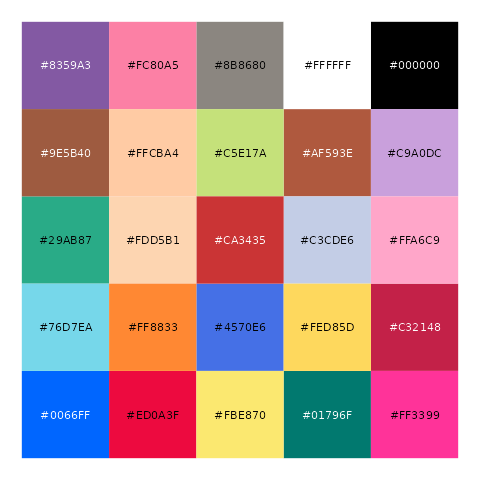 #8359A3 #FC80A5 #8B8680 #FFFFFF #000000
#9E5B40 #FFCBA4 #C5E17A #AF593E #C9A0DC
#29AB87 #FDD5B1 #CA3435 #C3CDE6 #FFA6C9
#76D7EA #FF8833 #4570E6 #FED85D #C32148
#0066FF #ED0A3F #FBE870 #01796F #FF3399